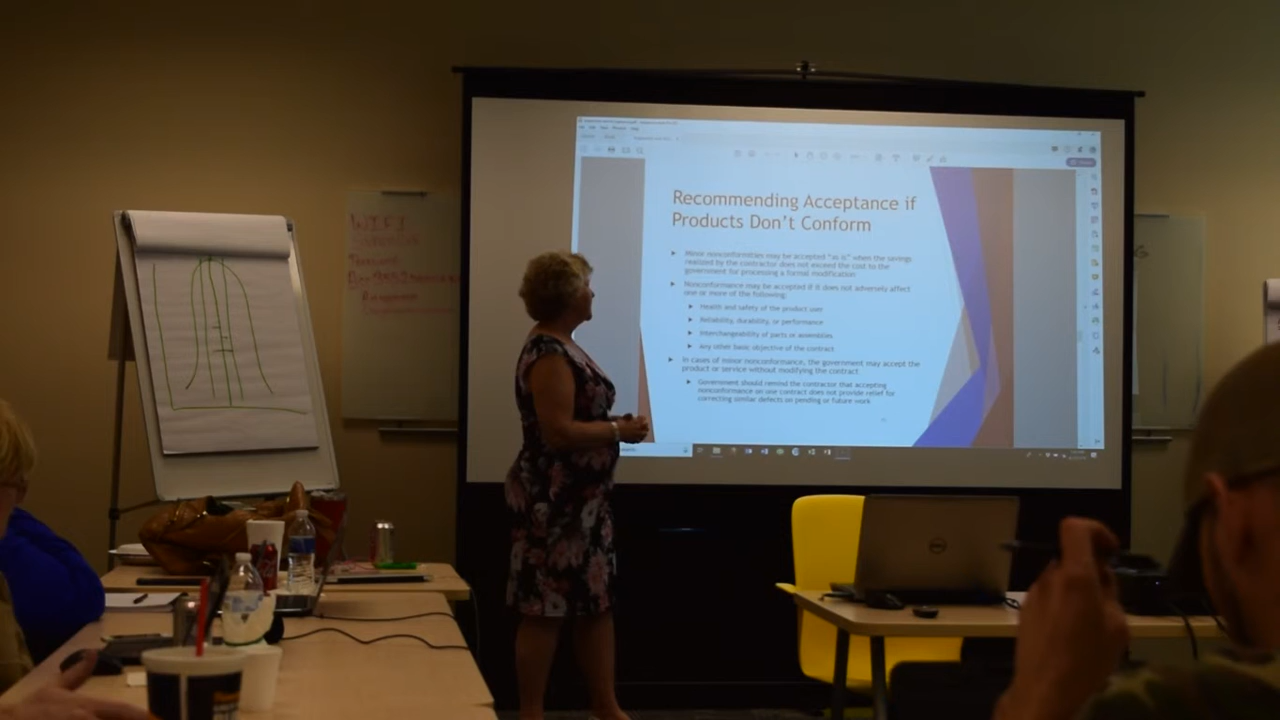 WIFI
Recommending Acceptance if
Products Don't Conform
Minor nonconformities may be accepted "as is" when the savings
realized by the contractor does not exceed the cost to the
government for processing a formal modification
Nonconformance may be accepted if it does not adversely affect
one or more of the following:
Health and safety of the product user
Reliability, durability, or performance
Interchangeability of parts or assemblies
Any other basic objective of the contract
In cases of minor nonconformance, the government may accept the
product or service without modifying the contract
Government should remind the contractor that accepting
nonconformance on one contract does not provide relief for
correcting similar defects on pending or future work
DELL